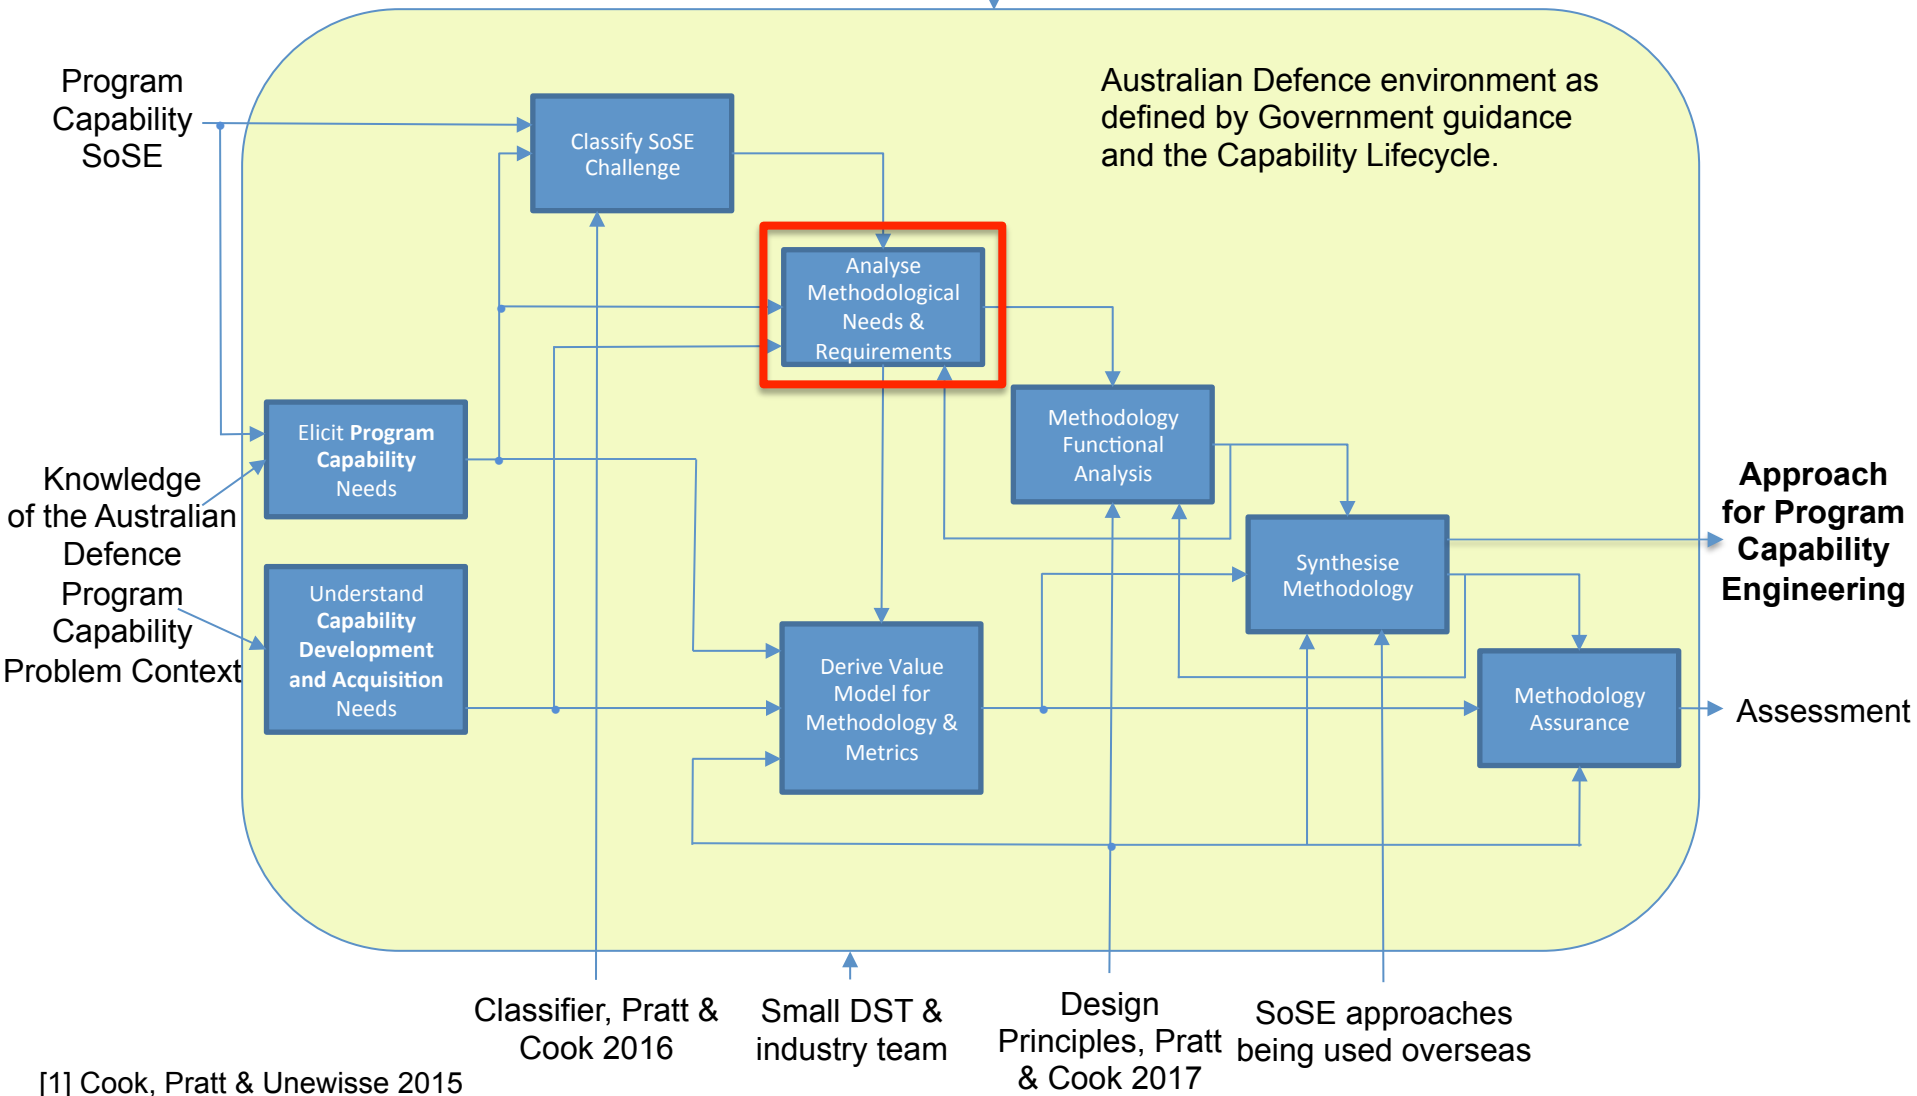 Program
Capability
SoSE
Australian Defence environment as
defined by Government guidance
and the Capability Lifecycle.
Classify SoSE
Challenge
Analyse
Methodological
Needs &
Requirements
Elicit Program
Capability
Needs
Methodology
Functional
Analysis
Knowledge
of the Australian
Defence
Program
Capability
Problem Context
Understand
Capability
Development
and Acquisition
Needs
Synthesise
Methodology
Approach
for Program
Capability
Engineering
Derive Value
Model for
Methodology &
Metrics
Methodology
Assurance
Assessment
Classifier, Pratt &
Cook 2016
Small DST &
industry team
Design
Principles, Pratt
& Cook 2017
SoSE approaches
being used overseas
[1] Cook, Pratt & Unewisse 2015